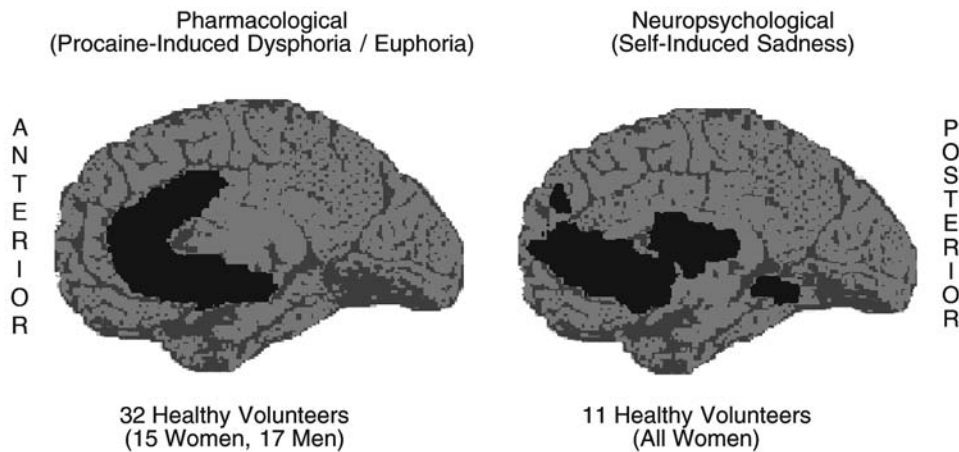 Pharmacological
(Procaine-Induced Dysphoria / Euphoria)
Neuropsychological
(Self-Induced Sadness)
ANTERIOR
POSTERIOR
32 Healthy Volunteers
(15 Women, 17 Men)
11 Healthy Volunteers
(All Women)